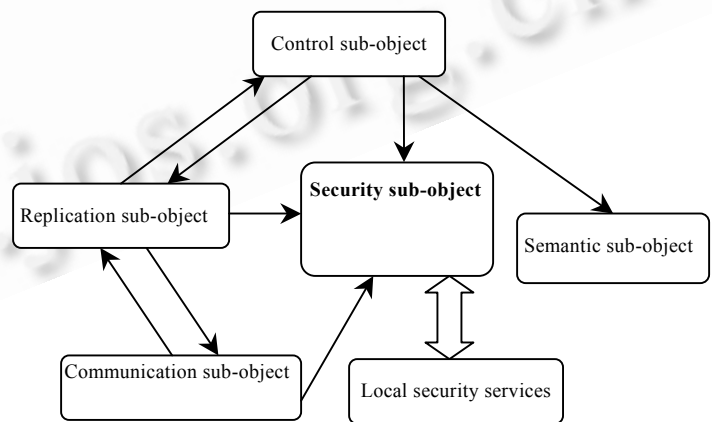 Control sub-object
Security sub-object
Replication sub-object
Semantic sub-object
Communication sub-object
Local security services